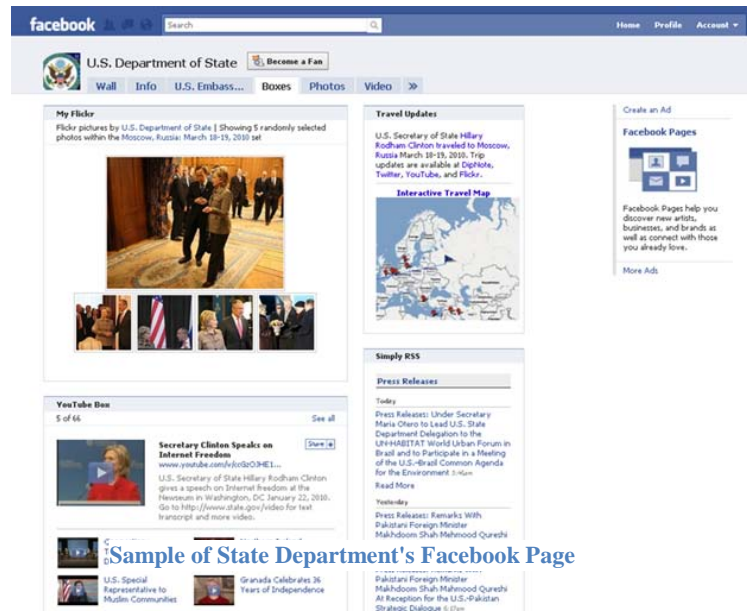 facebook
Search
Home Profile Account
U.S. Department of State
Become a Fan
Wall Info U.S. Embass... Boxes Photos Video »
My Flickr
Flickr pictures by U.S. Department of State | Showing 5 randomly selected
photos within the Moscow, Russia: March 18-19, 2010 set
Travel Updates
U.S. Secretary of State Hillary
Rodham Clinton traveled to Moscow,
Russia March 18-19, 2010. Trip
updates are available at DipNote,
Twitter, YouTube, and Flickr.
Interactive Travel Map
Create an Ad
Facebook Pages
Facebook Pages help you
discover new artists,
businesses, and brands as
well as connect with those
you already love.
More Ads
YouTube Box
5 of 66 See all
Secretary Clinton Speaks on
Internet Freedom
Share +
U.S. Secretary of State Hillary Rodham Clinton
gives a speech on Internet freedom at the
Newseum in Washington, DC January 22, 2010.
Go to http://www.state.gov/video for text
transcript and more video.
U.S. Special
Representative to
Muslim Communities
Granada Celebrates 36
Years of Independence
Simply RSS
Press Releases
Today
Press Releases: Under Secretary
Maria Otero to Lead U.S. State
Department Delegation to the
UN-HABITAT World Urban Forum in
Brazil and to Participate in a Meeting
of the U.S.-Brazil Common Agenda
for the Environment
Read More
Yesterday
Press Releases: Remarks With
Pakistani Foreign Minister
Makhdoom Shah Mehmood Qureshi
Pakistani Foreign Minister
Makhdoom Shah Mahmood Qureshi
At Reception for the U.S.-Pakistan
Strategic Dialogue
Sample of State Department's Facebook Page